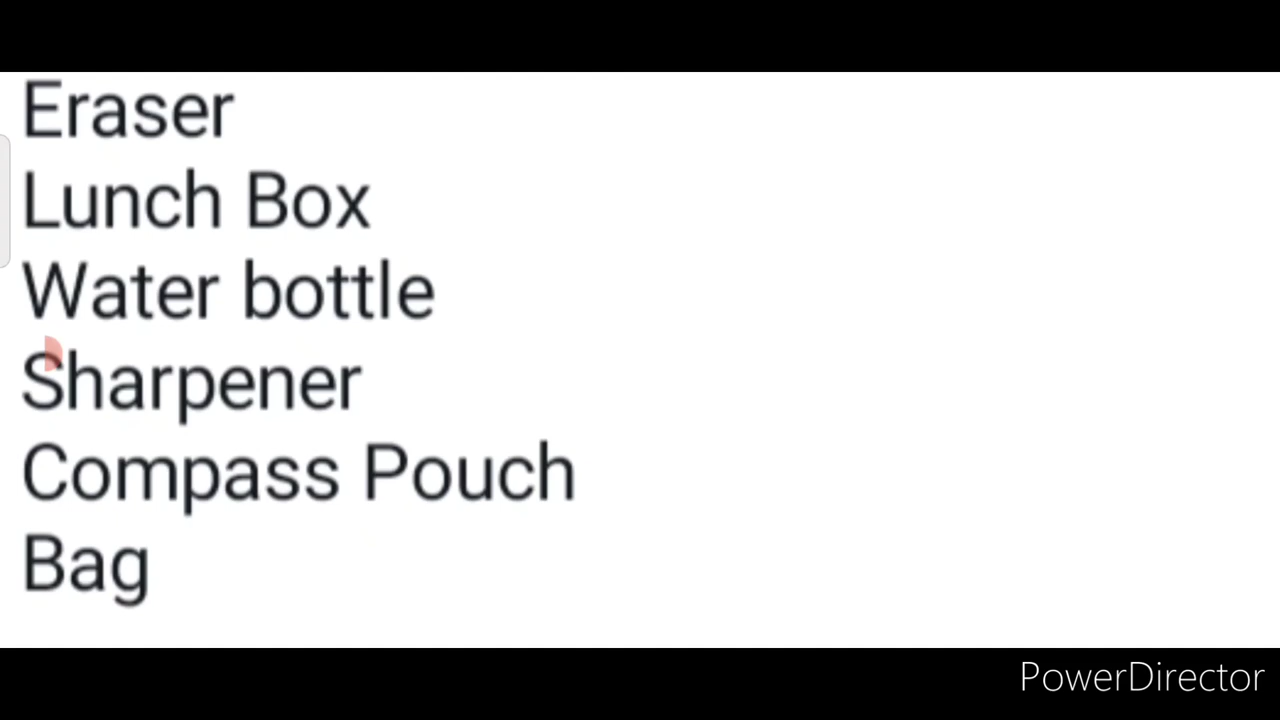 Eraser
Lunch Box
Water bottle
Sharpener
Compass Pouch
Bag
PowerDirector